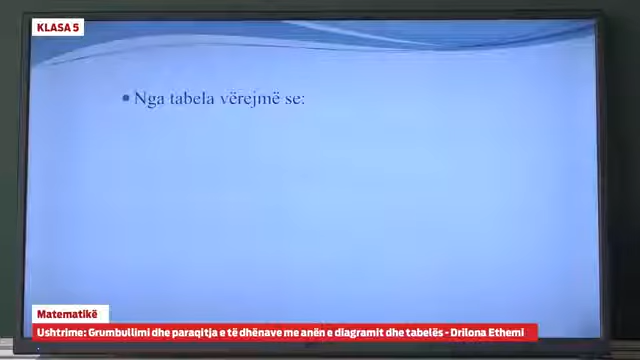 KLASA 5
• Nga tabela vërejmë se:
Matematikë
Ushtrime: Grumbullimi dhe paraqitja e të dhënave me anën e diagramit dhe tabelës - Drilona Ethemi